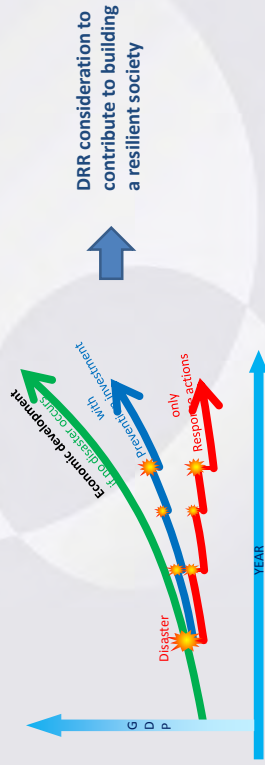 DRR consideration to
contribute to building
a resilient society
Economic development
if no disaster occurs
with
Prevention investment
only
Response actions
Disaster
G
D
P
YEAR